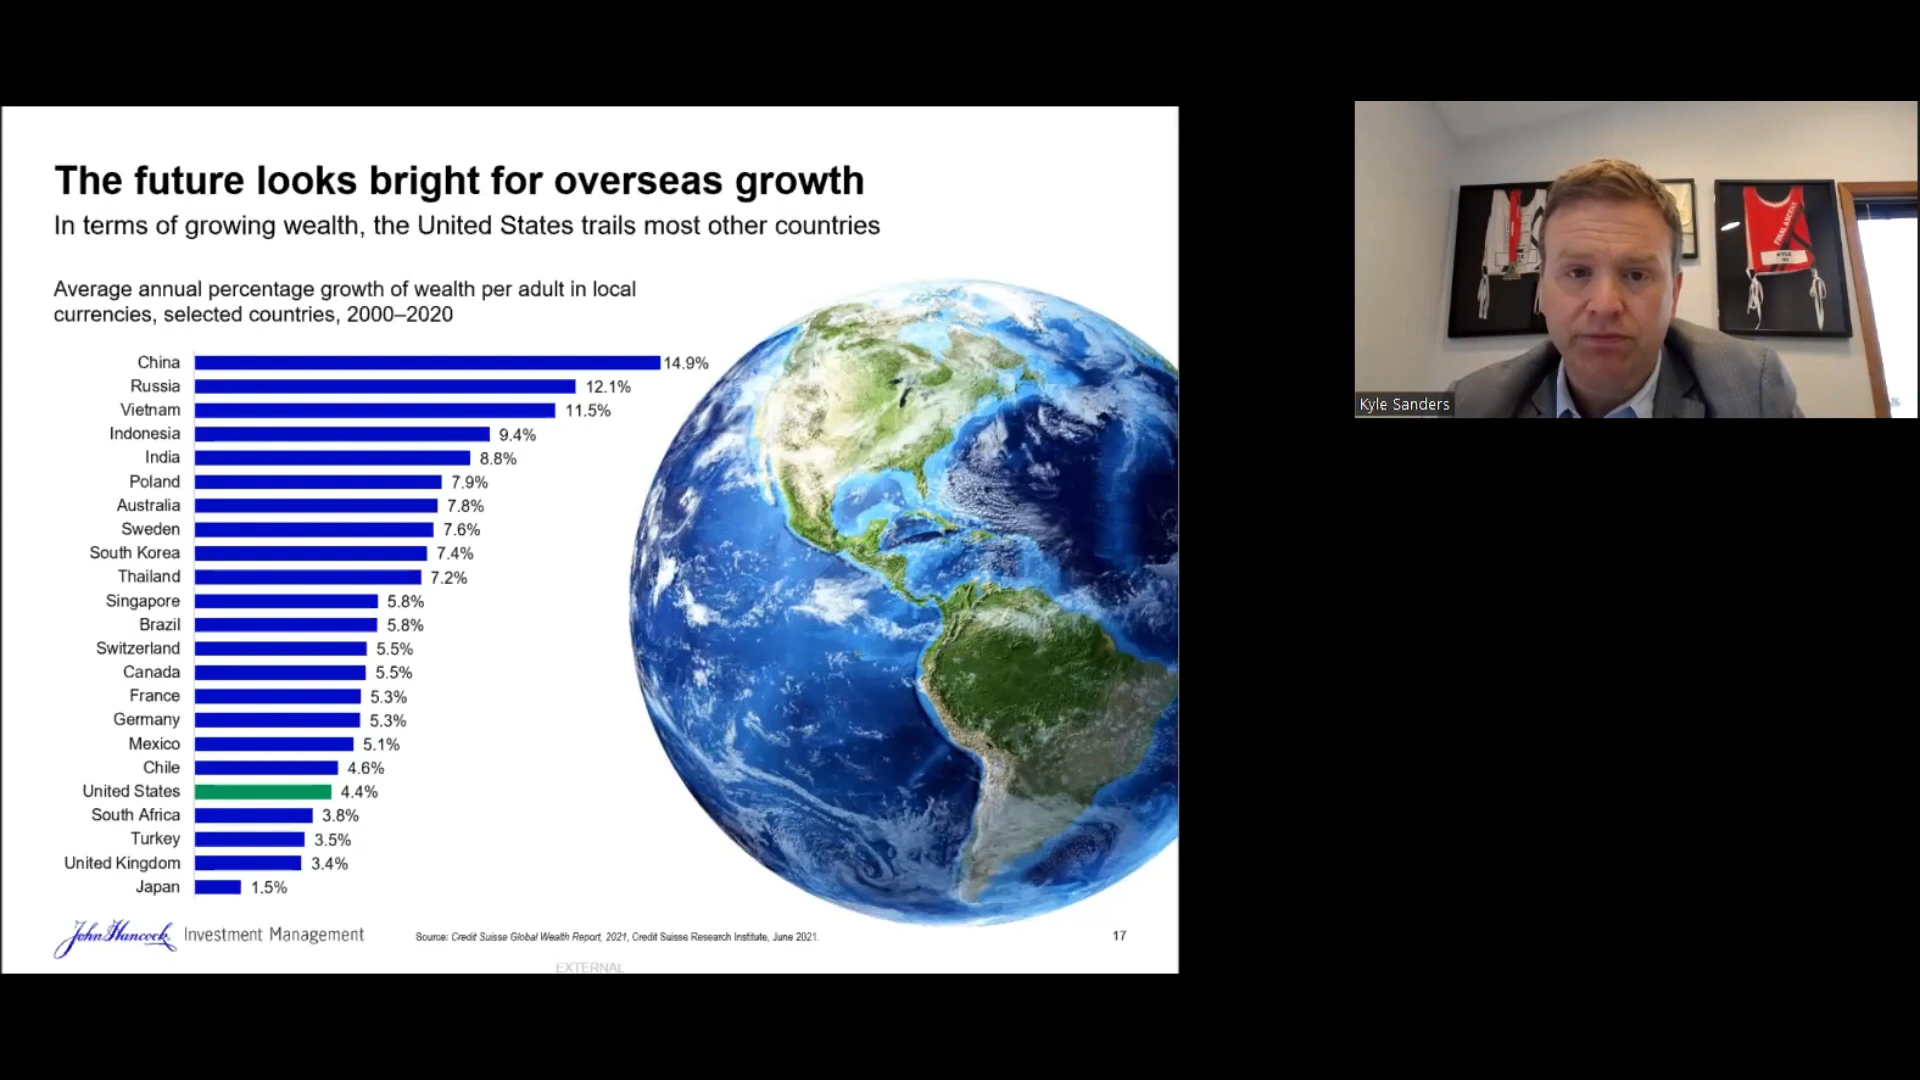 The future looks bright for overseas growth
In terms of growing wealth, the United States trails most other countries
Average annual percentage growth of wealth per adult in local
currencies, selected countries, 2000–2020
China 14.9%
Russia 12.1%
Vietnam 11.5%
Indonesia 9.4%
India 8.8%
Poland 7.9%
Australia 7.8%
Sweden 7.6%
South Korea 7.4%
Thailand 7.2%
Singapore 5.8%
Brazil 5.8%
Switzerland 5.5%
Canada 5.5%
France 5.3%
Germany 5.3%
Mexico 5.1%
Chile 4.6%
United States 4.4%
South Africa 3.8%
Turkey 3.5%
United Kingdom 3.4%
Japan 1.5%
John Hancock Investment Management
Source: Credit Suisse Global Wealth Report, 2021, Credit Suisse Research Institute, June 2021.
17
EXTERNAL
FINAL ASCENT
KYLE
Kyle Sanders